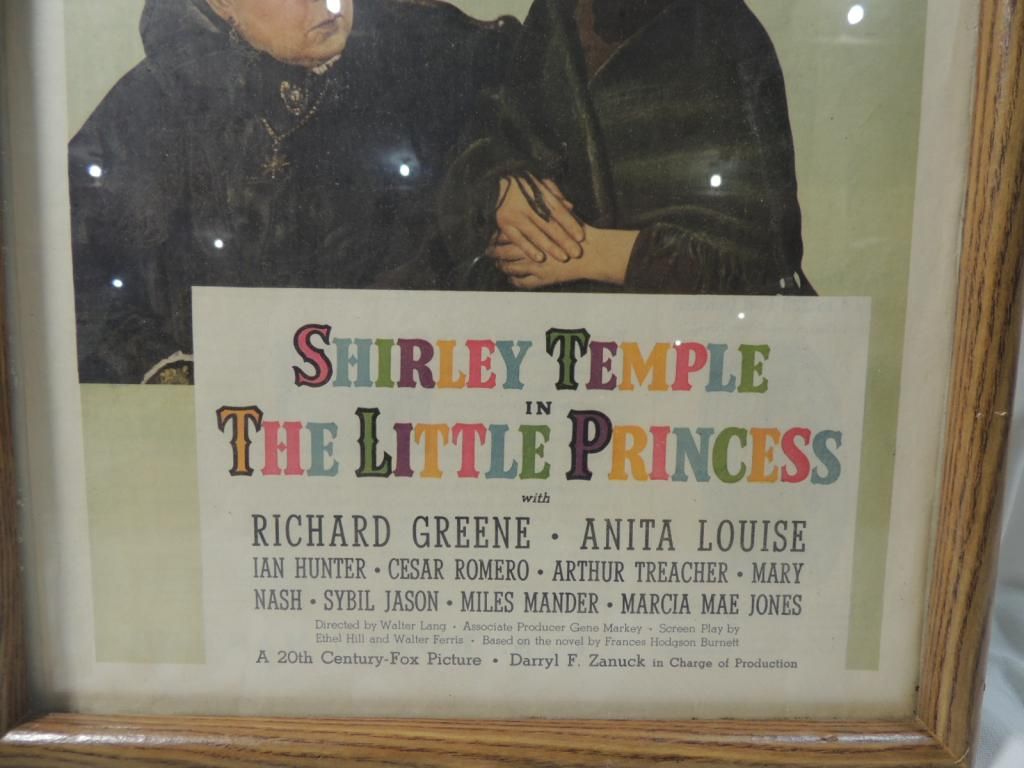 SHIRLEY TEMPLE
IN
THE LITTLE PRINCESS
with
RICHARD GREENE · ANITA LOUISE
IAN HUNTER · CESAR ROMERO · ARTHUR TREACHER · MARY
NASH · SYBIL JASON · MILES MANDER · MARCIA MAE JONES
Directed by Walter Lang · Associate Producer Gene Markey · Screen Play by
Ethel Hill and Walter Ferris · Based on the novel by Frances Hodgson Burnett
A 20th Century-Fox Picture • Darryl F. Zanuck in Charge of Production